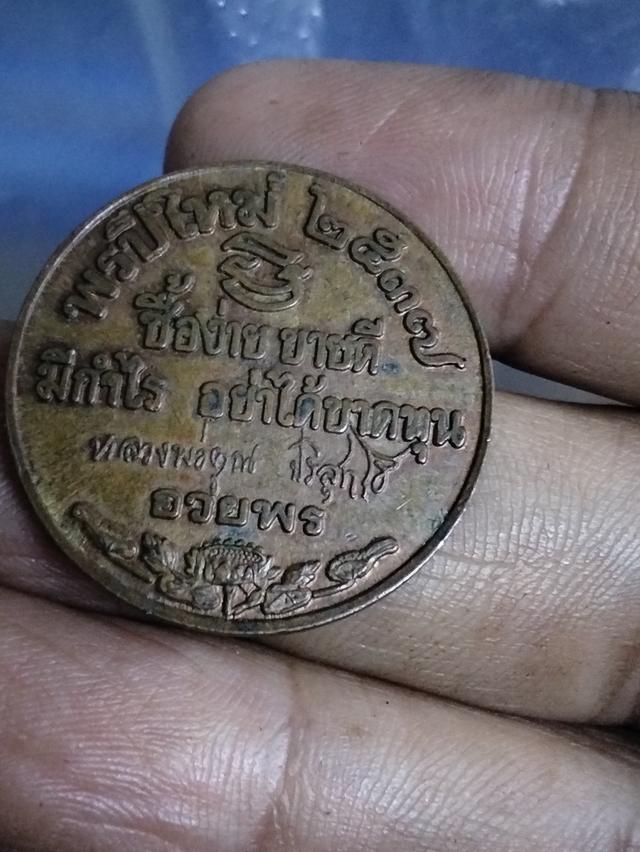 พรปีใหม่ ๒๕๓๗
ซื้อง่าย ขายดี
มีกำไร อย่าได้ขาดทุน
หลวงพ่อคูณ ปริสุทฺโธ
อวยพร